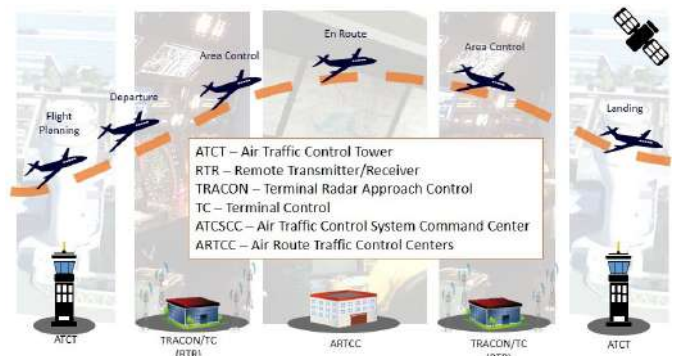 En Route
Area Control
Area Control
Departure
Landing
Flight
Planning
ATCT – Air Traffic Control Tower
RTR – Remote Transmitter/Receiver
TRACON – Terminal Radar Approach Control
TC – Terminal Control
ATCSCC – Air Traffic Control System Command Center
ARTCC – Air Route Traffic Control Centers
ATCT
TRACON/TC
(RTR)
ARTCC
TRACON/TC
(RTR)
ATCT